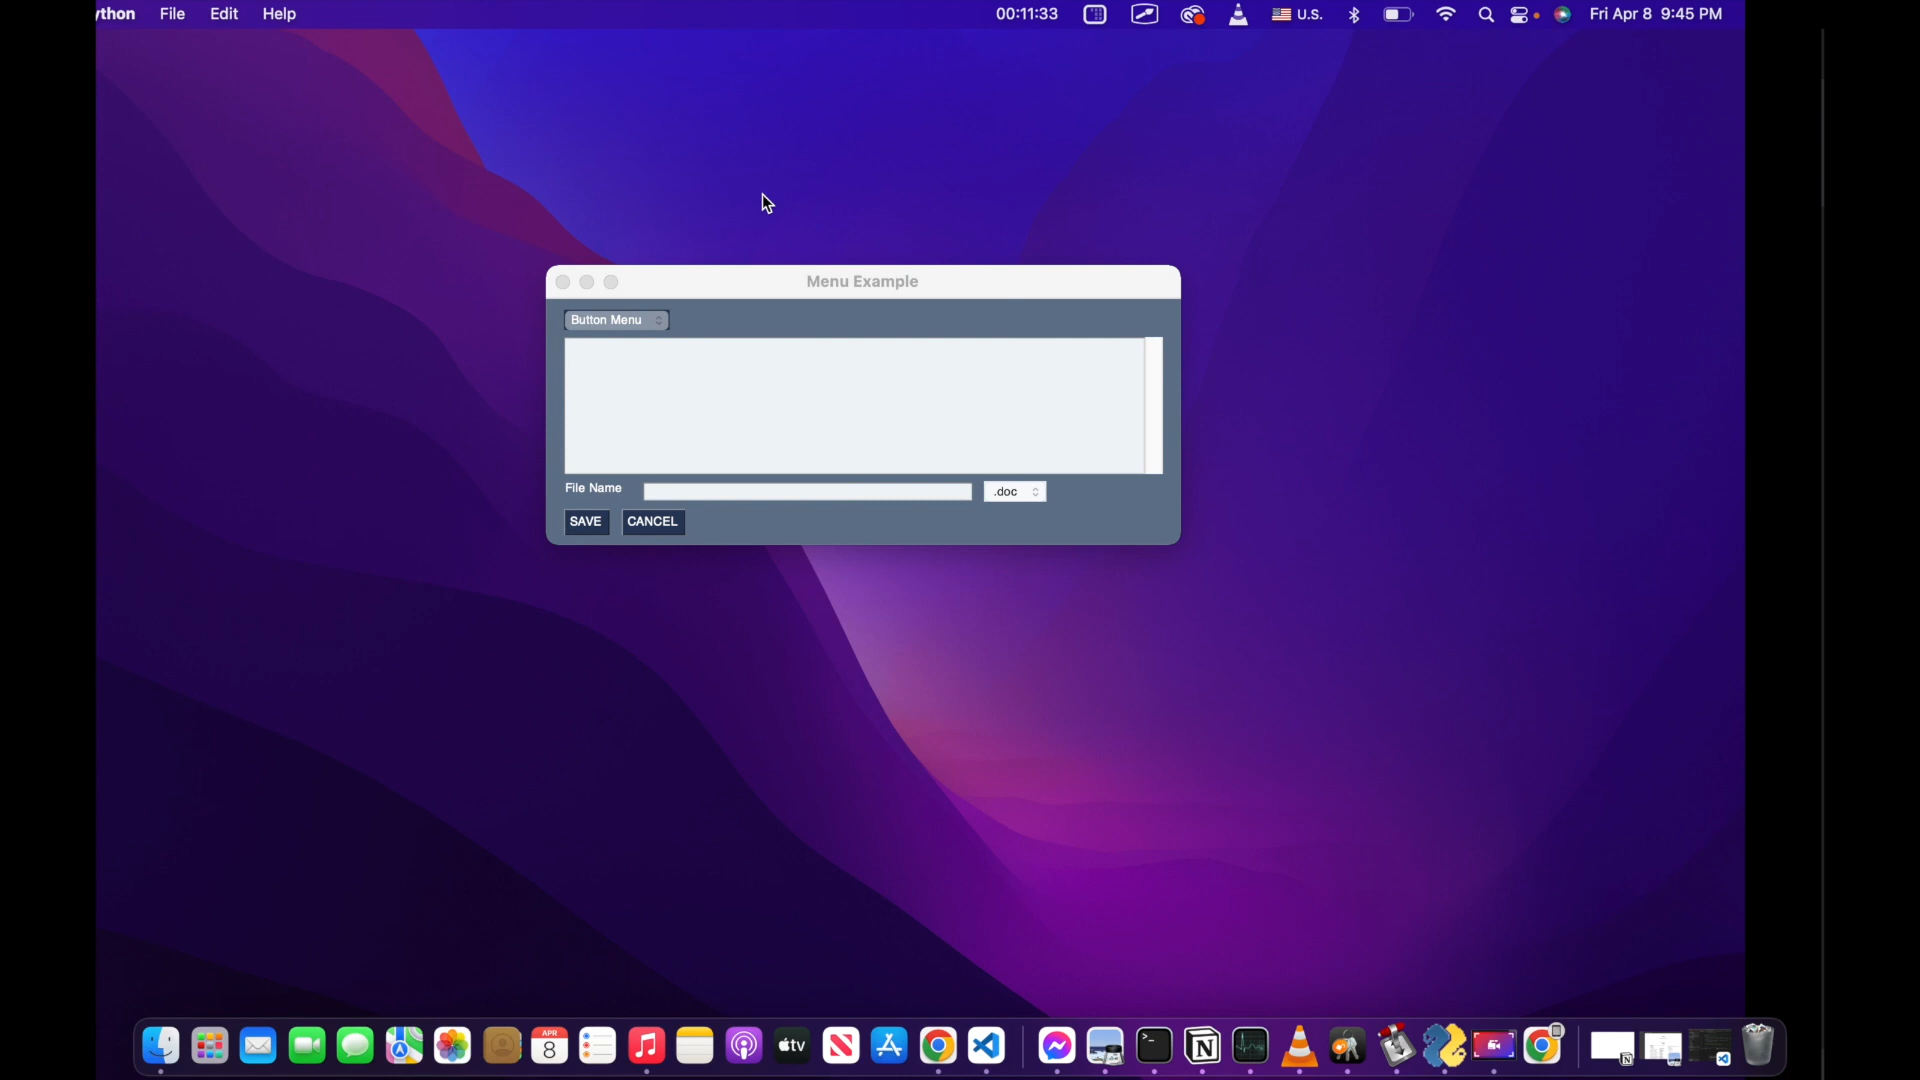 ython File Edit Help 00:11:33 U.S. Fri Apr 8 9:45 PM
Menu Example
Button Menu
File Name .doc
SAVE CANCEL
APR
8
tv